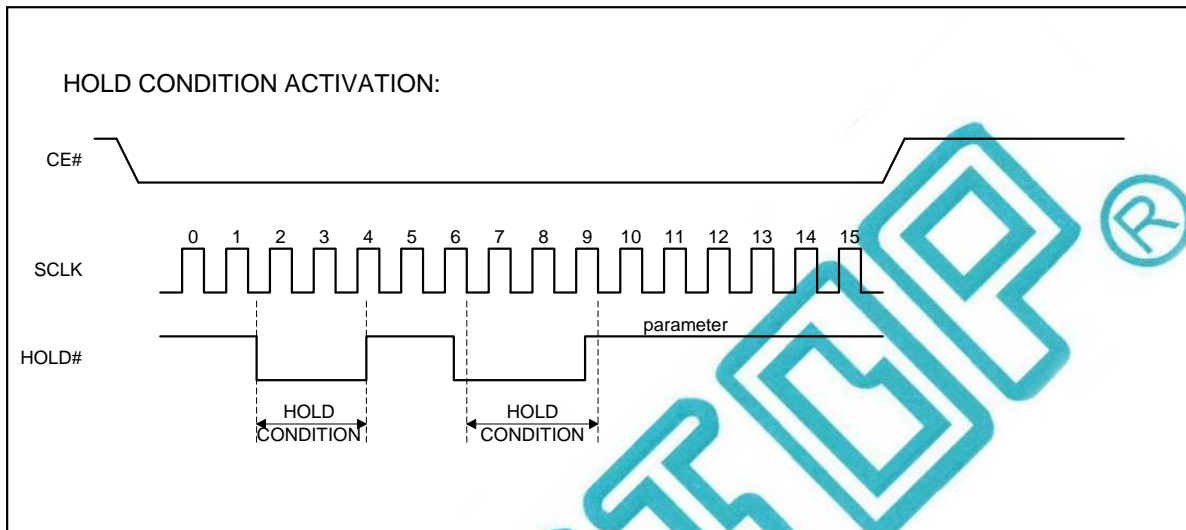 HOLD CONDITION ACTIVATION:
CE#
0 1 2 3 4 5 6 7 8 9 10 11 12 13 14 15
SCLK
parameter
HOLD#
HOLD
CONDITION
HOLD
CONDITION
®